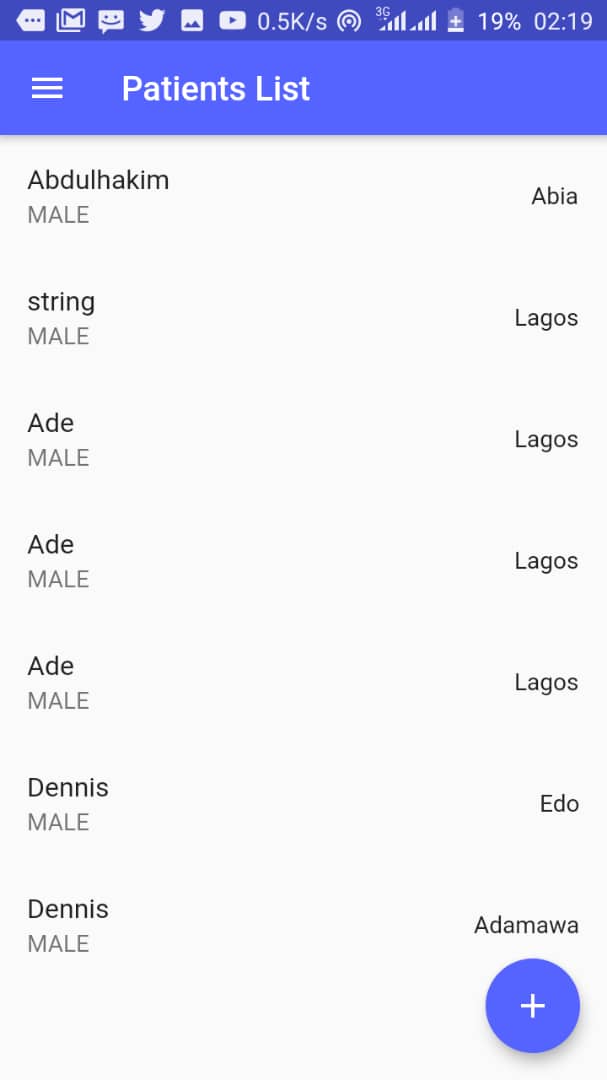 0.5K/s 3G 19% 02:19
Patients List
Abdulhakim
MALE
Abia
string
MALE
Lagos
Ade
MALE
Lagos
Ade
MALE
Lagos
Ade
MALE
Lagos
Dennis
MALE
Edo
Dennis
MALE
Adamawa